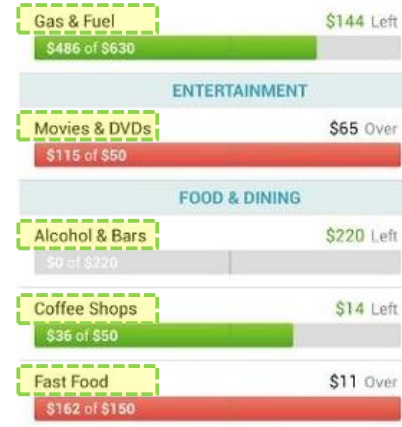 Gas & Fuel $144 Left
$486 of $630
ENTERTAINMENT
Movies & DVDs $65 Over
$115 of $50
FOOD & DINING
Alcohol & Bars $220 Left
$0 of $220
Coffee Shops $14 Left
$36 of $50
Fast Food $11 Over
$162 of $150